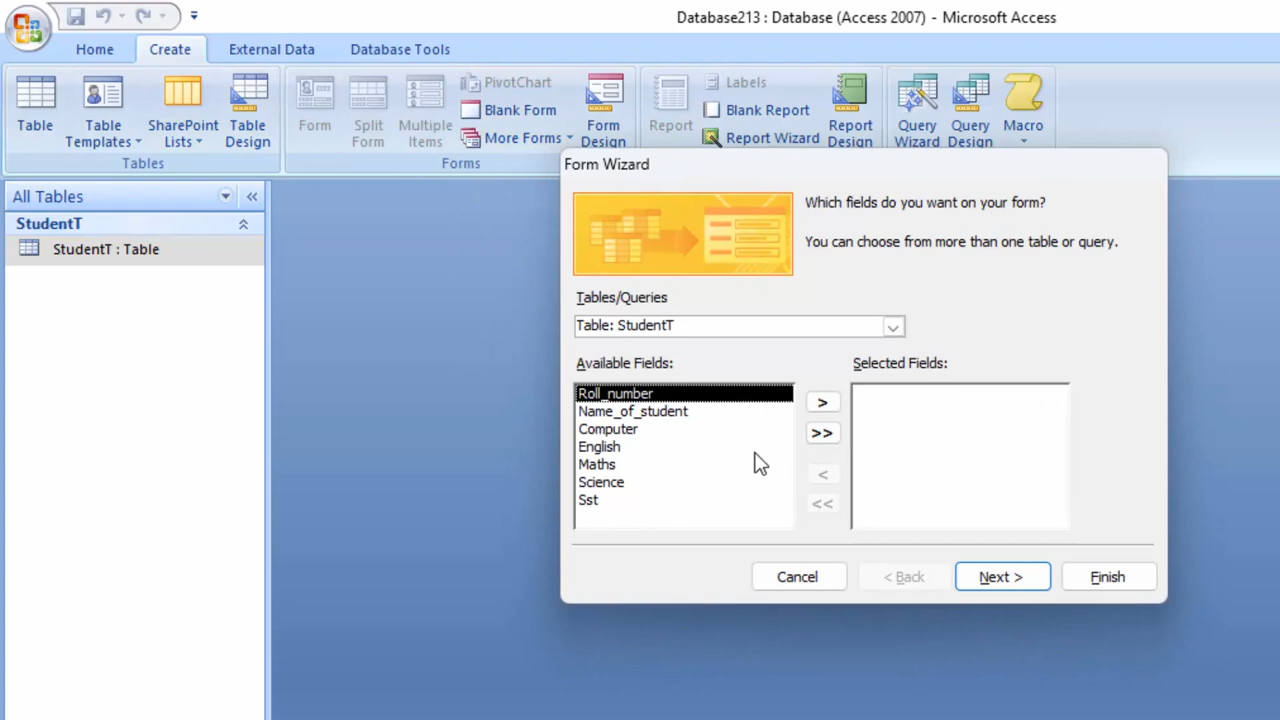 Database213 : Database (Access 2007) - Microsoft Access
Home Create External Data Database Tools
Table
Table Templates
SharePoint Lists
Table Design
Tables
Form
Split Form
Multiple Items
PivotChart
Blank Form
More Forms
Form Design
Forms
Report
Labels
Blank Report
Report Wizard
Report Design
Query Wizard
Query Design
Macro
All Tables
StudentT
StudentT : Table
Form Wizard
Which fields do you want on your form?
You can choose from more than one table or query.
Tables/Queries
Table: StudentT
Available Fields:
Selected Fields:
Roll_number
Name_of_student
Computer
English
Maths
Science
Sst
>
>>
<
<<
Cancel < Back Next > Finish